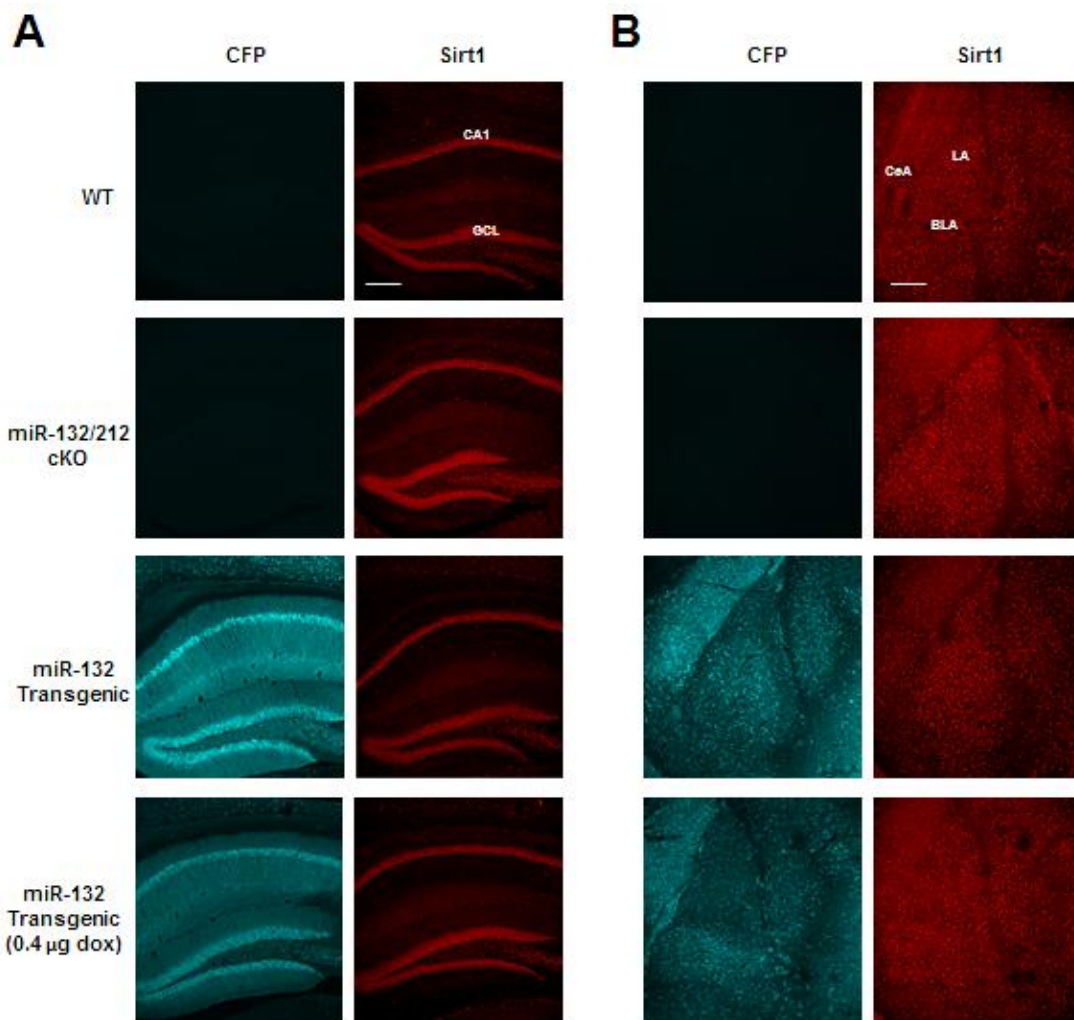 A
B
CFP
Sirt1
CFP
Sirt1
WT
CA1
GCL
CeA
LA
BLA
miR-132/212
cKO
miR-132
Transgenic
miR-132
Transgenic
(0.4 µg dox)